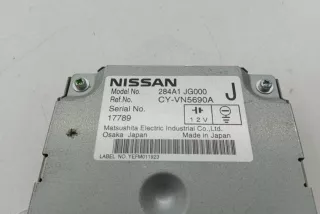 NISSAN
Model No. 284A1 JG000 J
Ref.No. CY-VN5690A
Serial No.
17789
12V
Matsushita Electric Industrial Co.,Ltd.
Osaka Japan Made in Japan
LABEL NO. YEFM011923